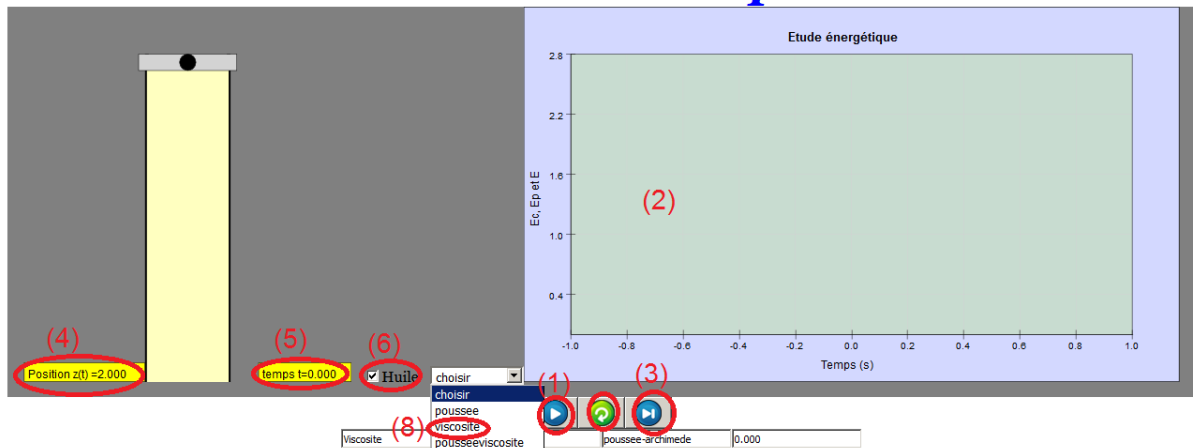 Etude énergétique
2.8
2.2
1.6
1.0
0.4
Ec, Ep et E
(2)
-1.0 -0.8 -0.6 -0.4 -0.2 0.0 0.2 0.4 0.6 0.8 1.0
Temps (s)
(4)
Position z(t) =2.000
(5)
temps t=0.000
(6)
Huile
choisir
choisir
poussee
viscosite
pousseeviscosite
(1)
(3)
(8)
Viscosite
poussee-archimede
0.000